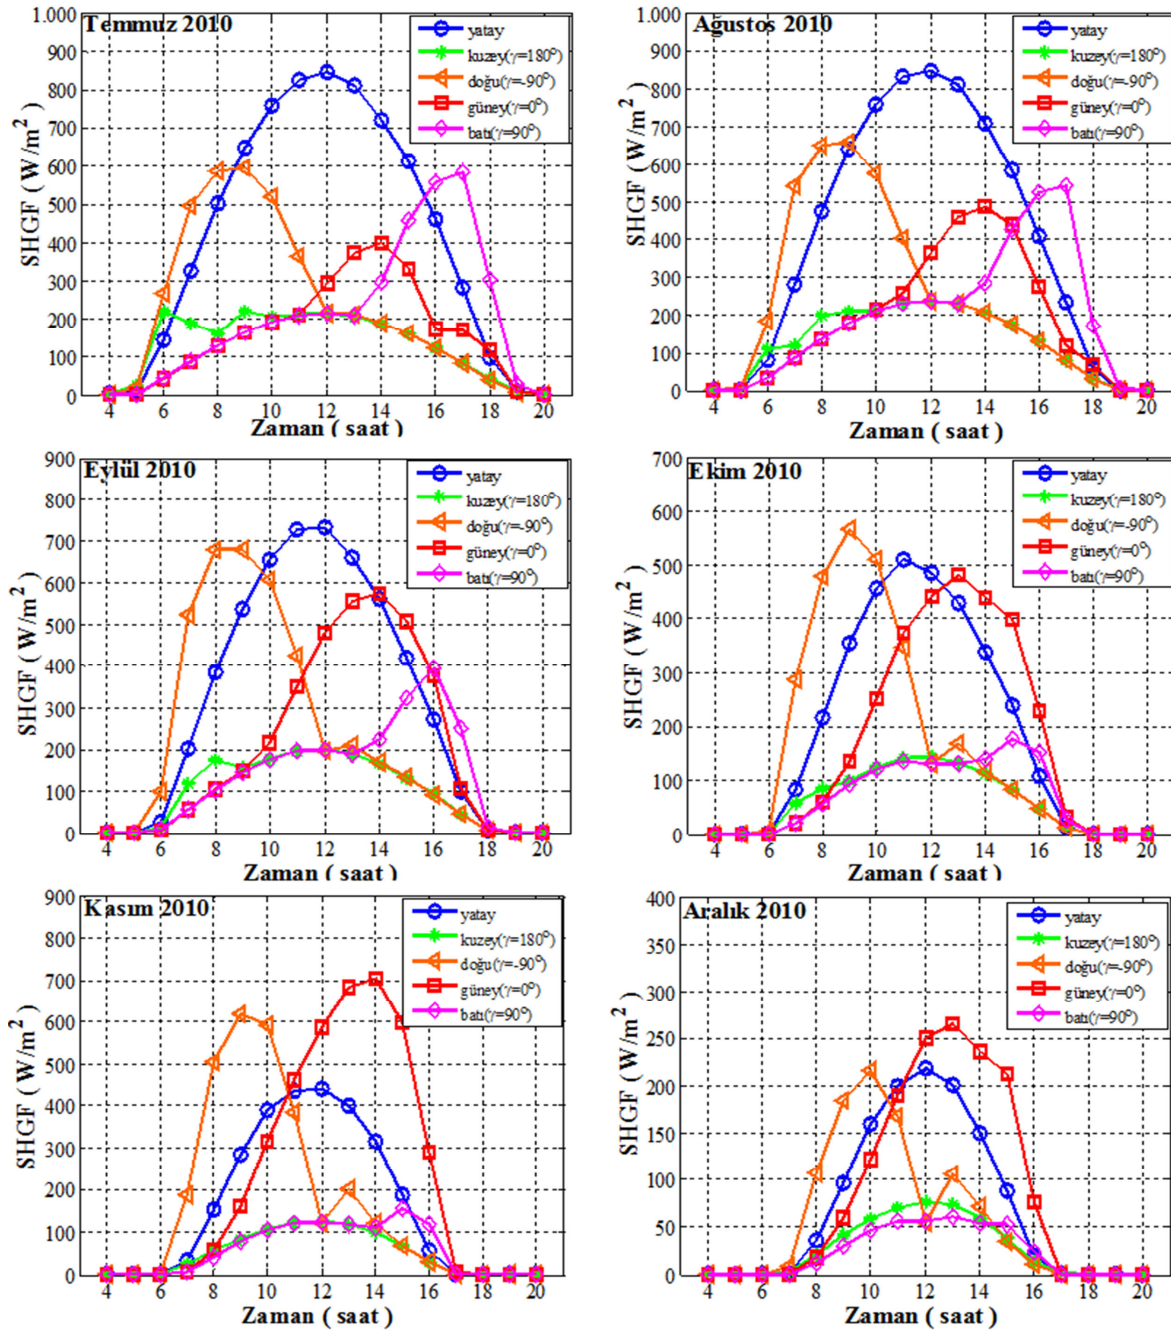 Temmuz 2010
1.000
900
800
700
600
500
400
300
200
100
0
SHGF ( W/m²)
yatay
kuzey(γ=180°)
doğu(γ=-90°)
güney(γ=0°)
batı(γ=90°)
4 6 8 10 12 14 16 18 20
Zaman ( saat )
Ağustos 2010
1.000
900
800
700
600
500
400
300
200
100
0
SHGF ( W/m²)
yatay
kuzey(γ=180°)
doğu(γ=-90°)
güney(γ=0°)
batı(γ=90°)
4 6 8 10 12 14 16 18 20
Zaman ( saat )
Eylül 2010
900
800
700
600
500
400
300
200
100
0
SHGF ( W/m²)
yatay
kuzey(γ=180°)
doğu(γ=-90°)
güney(γ=0°)
batı(γ=90°)
4 6 8 10 12 14 16 18 20
Zaman ( saat )
Ekim 2010
700
600
500
400
300
200
100
0
SHGF ( W/m²)
yatay
kuzey(γ=180°)
doğu(γ=-90°)
güney(γ=0°)
batı(γ=90°)
4 6 8 10 12 14 16 18 20
Zaman ( saat )
Kasım 2010
900
800
700
600
500
400
300
200
100
0
SHGF ( W/m²)
yatay
kuzey(γ=180°)
doğu(γ=-90°)
güney(γ=0°)
batı(γ=90°)
4 6 8 10 12 14 16 18 20
Zaman ( saat )
Aralık 2010
400
350
300
250
200
150
100
50
0
SHGF ( W/m²)
yatay
kuzey(γ=180°)
doğu(γ=-90°)
güney(γ=0°)
batı(γ=90°)
4 6 8 10 12 14 16 18 20
Zaman ( saat )